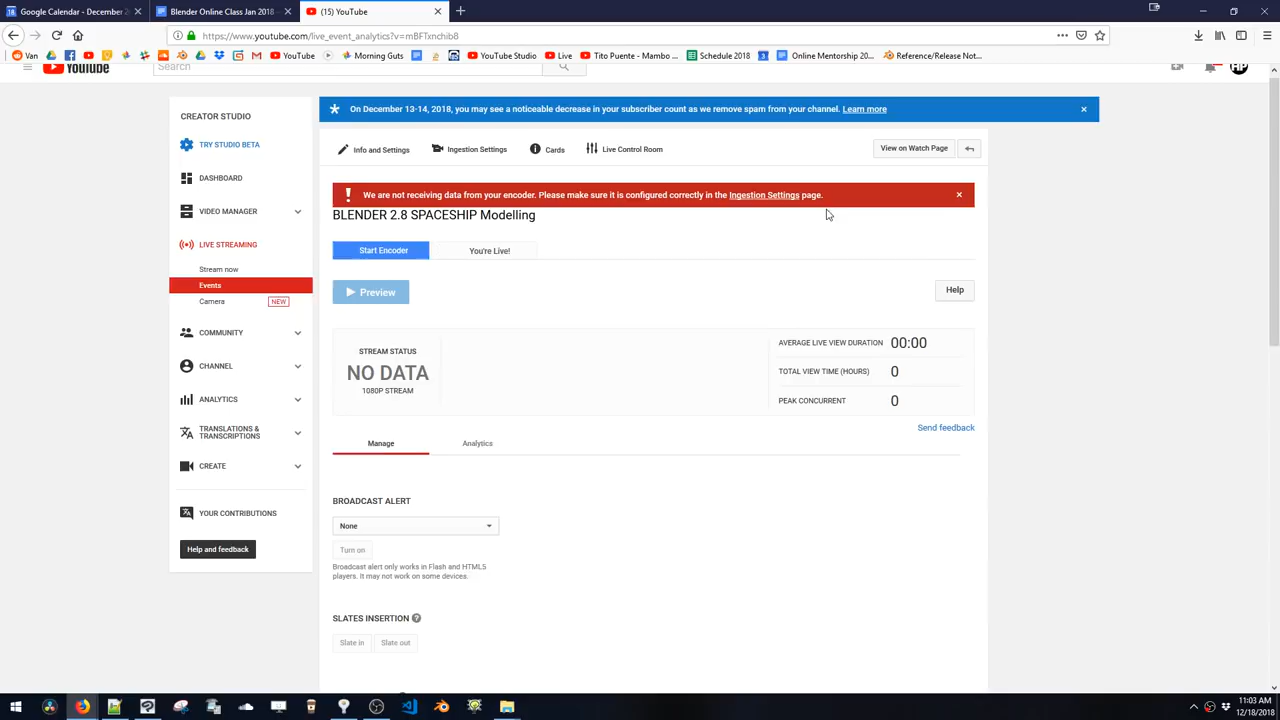 Google Calendar - December 2
Blender Online Class Jan 2018 -
(15) YouTube
https://www.youtube.com/live_event_analytics?v=mBFTxnchib8
Van
YouTube
Morning Guts
YouTube Studio
Live
Tito Puente - Mambo ...
Schedule 2018
Online Mentorship 20...
Reference/Release Not...
YouTube
Search
HP
CREATOR STUDIO
TRY STUDIO BETA
DASHBOARD
VIDEO MANAGER
LIVE STREAMING
Stream now
Events
Camera NEW
COMMUNITY
CHANNEL
ANALYTICS
TRANSLATIONS &
TRANSCRIPTIONS
CREATE
YOUR CONTRIBUTIONS
Help and feedback
On December 13-14, 2018, you may see a noticeable decrease in your subscriber count as we remove spam from your channel. Learn more
Info and Settings
Ingestion Settings
Cards
Live Control Room
View on Watch Page
We are not receiving data from your encoder. Please make sure it is configured correctly in the Ingestion Settings page.
BLENDER 2.8 SPACESHIP Modelling
Start Encoder
You're Live!
Preview
Help
STREAM STATUS
NO DATA
1080P STREAM
AVERAGE LIVE VIEW DURATION 00:00
TOTAL VIEW TIME (HOURS) 0
PEAK CONCURRENT 0
Send feedback
Manage
Analytics
BROADCAST ALERT
None
Turn on
Broadcast alert only works in Flash and HTML5
players. It may not work on some devices.
SLATES INSERTION
Slate in
Slate out
11:03 AM
12/18/2018